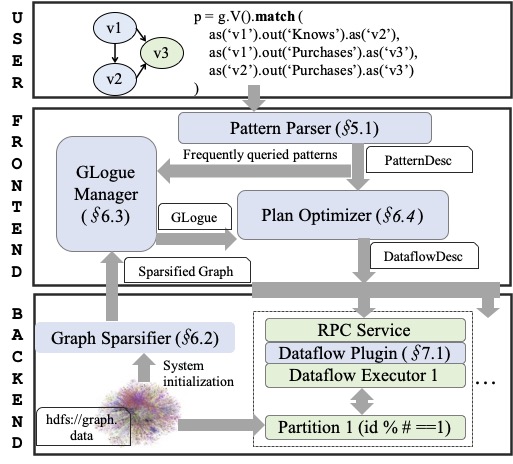 USER
v1
v2
v3
p = g.V().match (
as(‘v1’).out(‘Knows’).as(‘v2’),
as(‘v1’).out(‘Purchases’).as(‘v3’),
as(‘v2’).out(‘Purchases’).as(‘v3’)
)
FRONTEND
Pattern Parser (§5.1)
Frequently queried patterns
PatternDesc
GLogue
Manager
(§6.3)
GLogue
Plan Optimizer (§6.4)
Sparsified Graph
DataflowDesc
BACKEND
Graph Sparsifier (§6.2)
System
initialization
hdfs://graph.
data
RPC Service
Dataflow Plugin (§7.1)
Dataflow Executor 1
Partition 1 (id % # ==1)
...